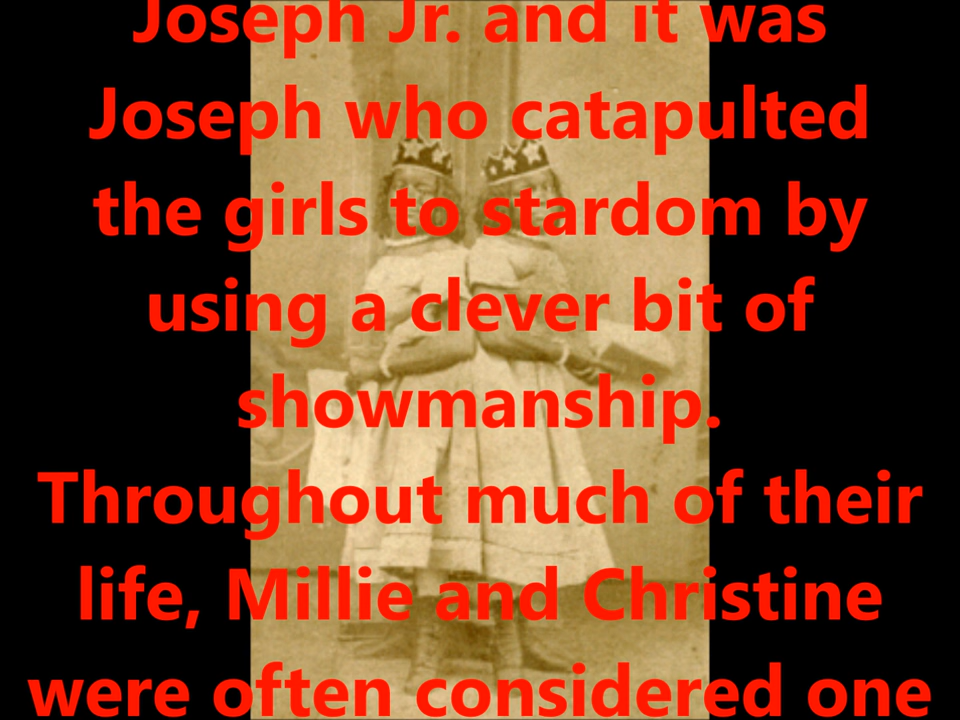 Joseph Jr. and it was
Joseph who catapulted
the girls to stardom by
using a clever bit of
showmanship.
Throughout much of their
life, Millie and Christine
were often considered one